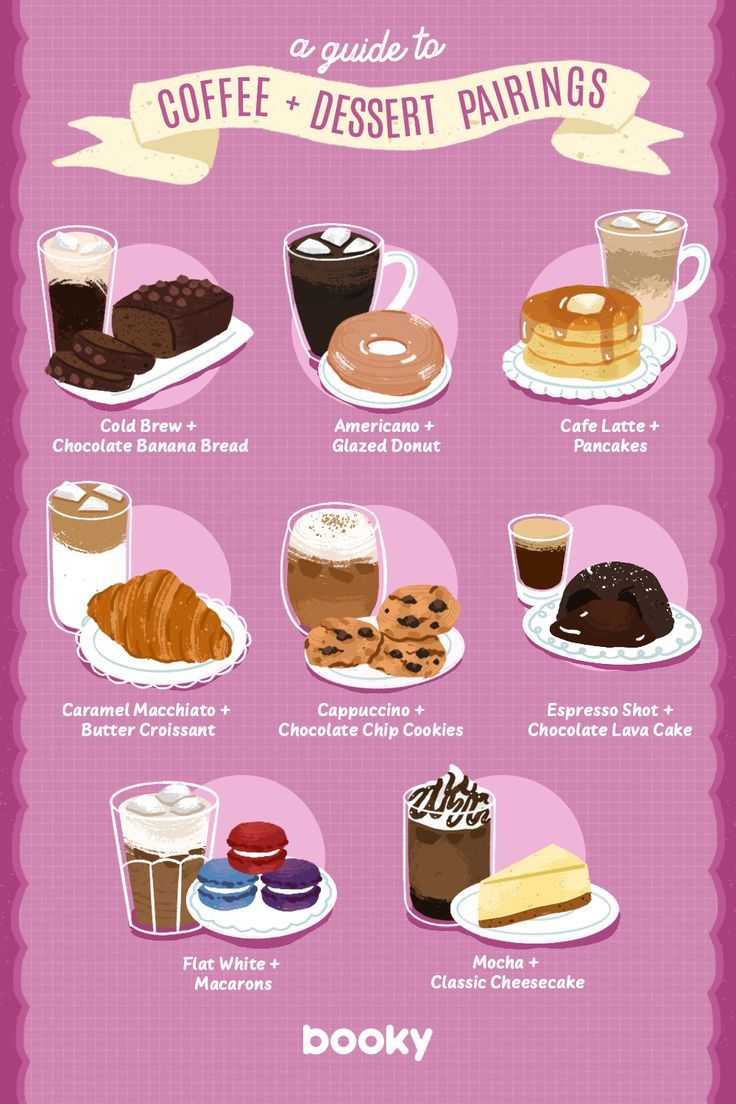 a guide to
COFFEE + DESSERT PAIRINGS
Cold Brew +
Chocolate Banana Bread
Americano +
Glazed Donut
Cafe Latte +
Pancakes
Caramel Macchiato +
Butter Croissant
Cappuccino +
Chocolate Chip Cookies
Espresso Shot +
Chocolate Lava Cake
Flat White +
Macarons
Mocha +
Classic Cheesecake
booky